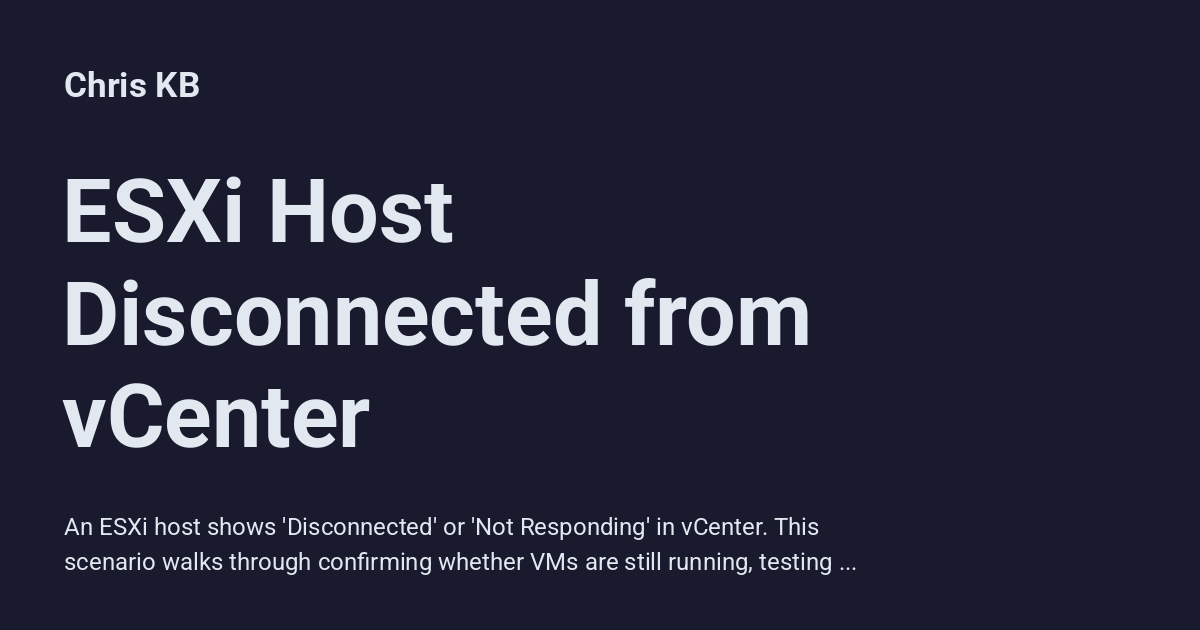 Chris KB
ESXi Host
Disconnected from
vCenter
An ESXi host shows 'Disconnected' or 'Not Responding' in vCenter. This
scenario walks through confirming whether VMs are still running, testing ...